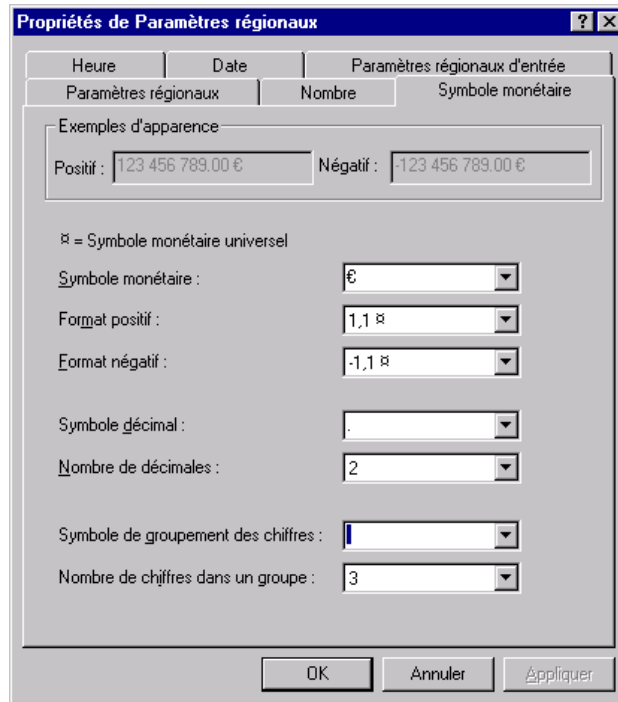 Propriétés de Paramètres régionaux ? ×
Heure Date Paramètres régionaux d'entrée
Paramètres régionaux Nombre Symbole monétaire
Exemples d'apparence
Positif : 123 456 789.00 € Négatif : -123 456 789.00 €
¤ = Symbole monétaire universel
Symbole monétaire : €
Format positif : 1,1 ¤
Format négatif : -1,1 ¤
Symbole décimal : .
Nombre de décimales : 2
Symbole de groupement des chiffres :
Nombre de chiffres dans un groupe : 3
OK Annuler Appliquer